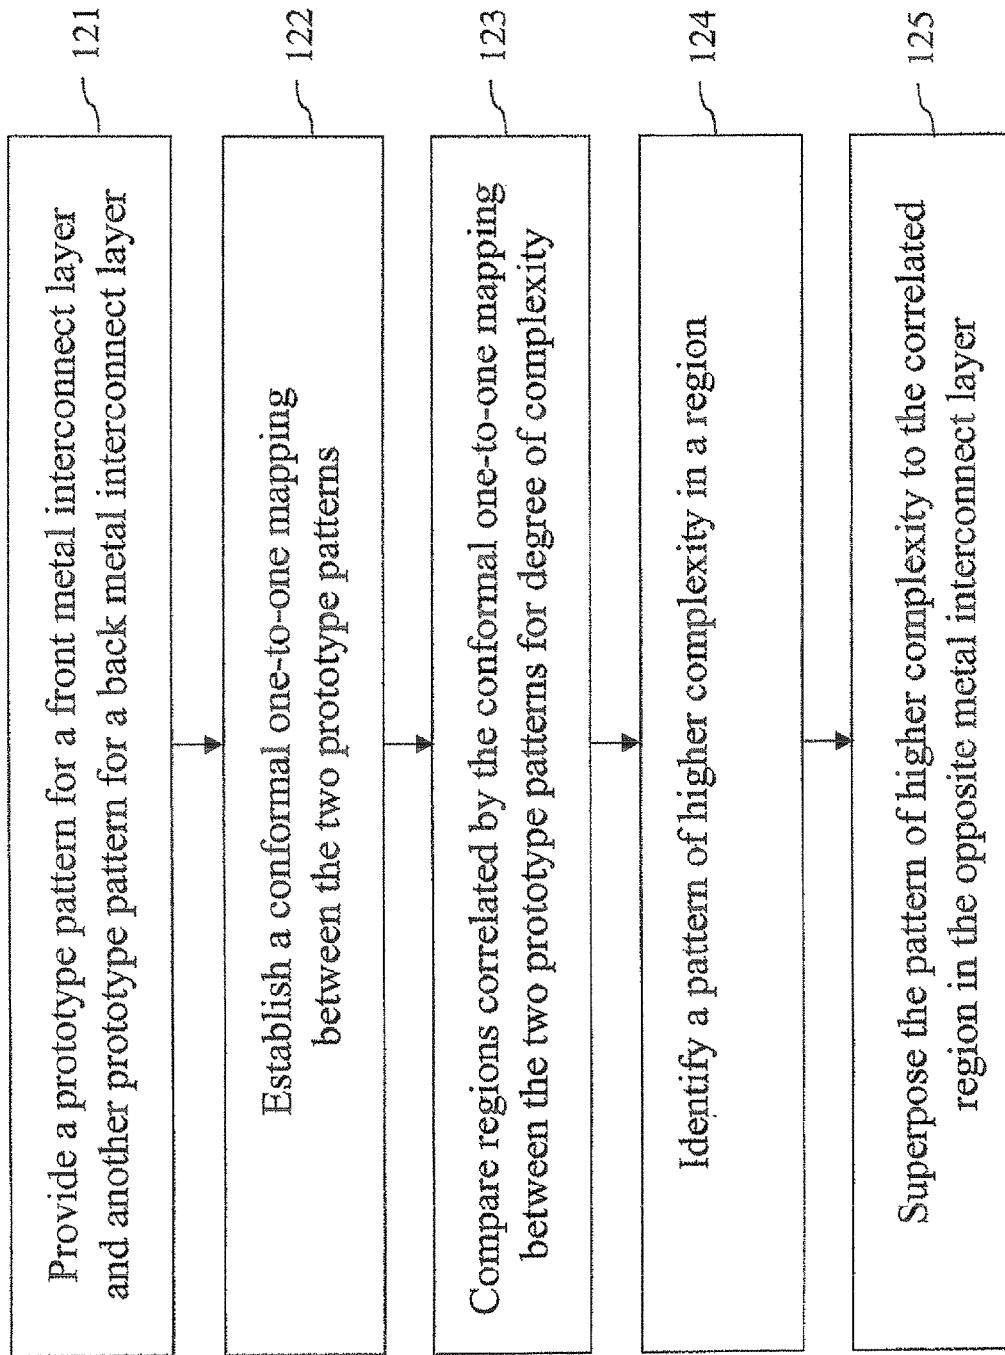 Provide a prototype pattern for a front metal interconnect layer
and another prototype pattern for a back metal interconnect layer
121
Establish a conformal one-to-one mapping
between the two prototype patterns
122
Compare regions correlated by the conformal one-to-one mapping
between the two prototype patterns for degree of complexity
123
Identify a pattern of higher complexity in a region
124
Superpose the pattern of higher complexity to the correlated
region in the opposite metal interconnect layer
125